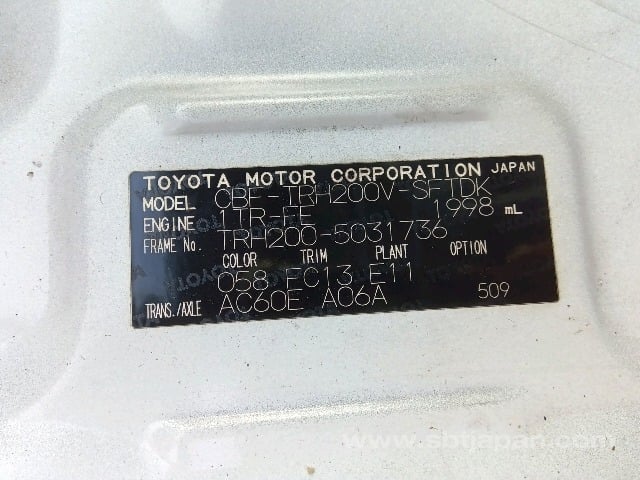 TOYOTA MOTOR CORPORATION JAPAN
MODEL CBF-TRH200V-SFTDK
ENGINE 1TR-FE 1998 mL
FRAME No. TRH200-5031736
COLOR TRIM PLANT OPTION
058 FC13 E11
TRANS./AXLE AC60E A06A 509
www.sbtjapan.com